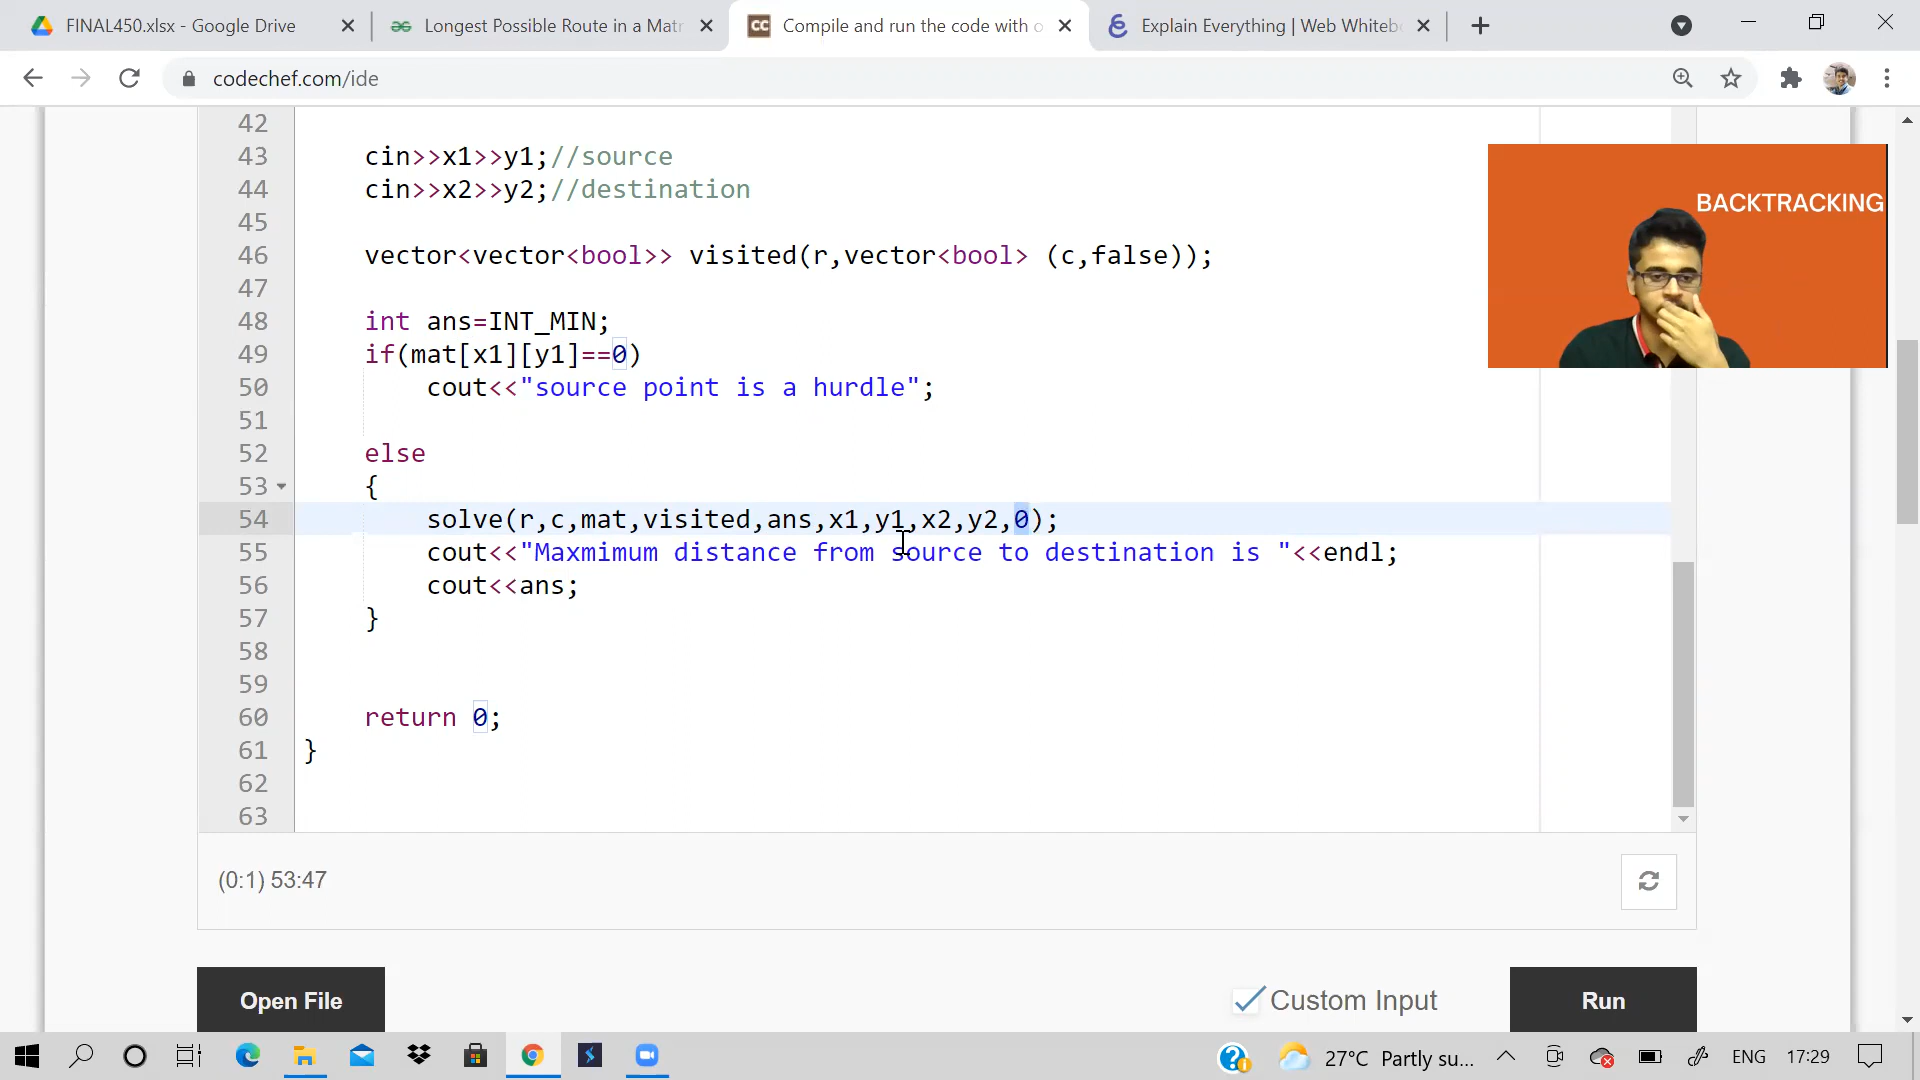 FINAL450.xlsx - Google Drive
Longest Possible Route in a Matr
CC Compile and run the code with o
Explain Everything | Web Whitebo
codechef.com/ide
42
43 cin>>x1>>y1;//source
44 cin>>x2>>y2;//destination
45
46 vector<vector<bool>> visited(r,vector<bool> (c,false));
47
48 int ans=INT_MIN;
49 if(mat[x1][y1]==0)
50 cout<<"source point is a hurdle";
51
52 else
53 {
54 solve(r,c,mat,visited,ans,x1,y1,x2,y2,0);
55 cout<<"Maxmimum distance from source to destination is "<<endl;
56 cout<<ans;
57 }
58
59
60 return 0;
61 }
62
63
BACKTRACKING
(0:1) 53:47
Open File
Custom Input
Run
27°C Partly su...
ENG
17:29